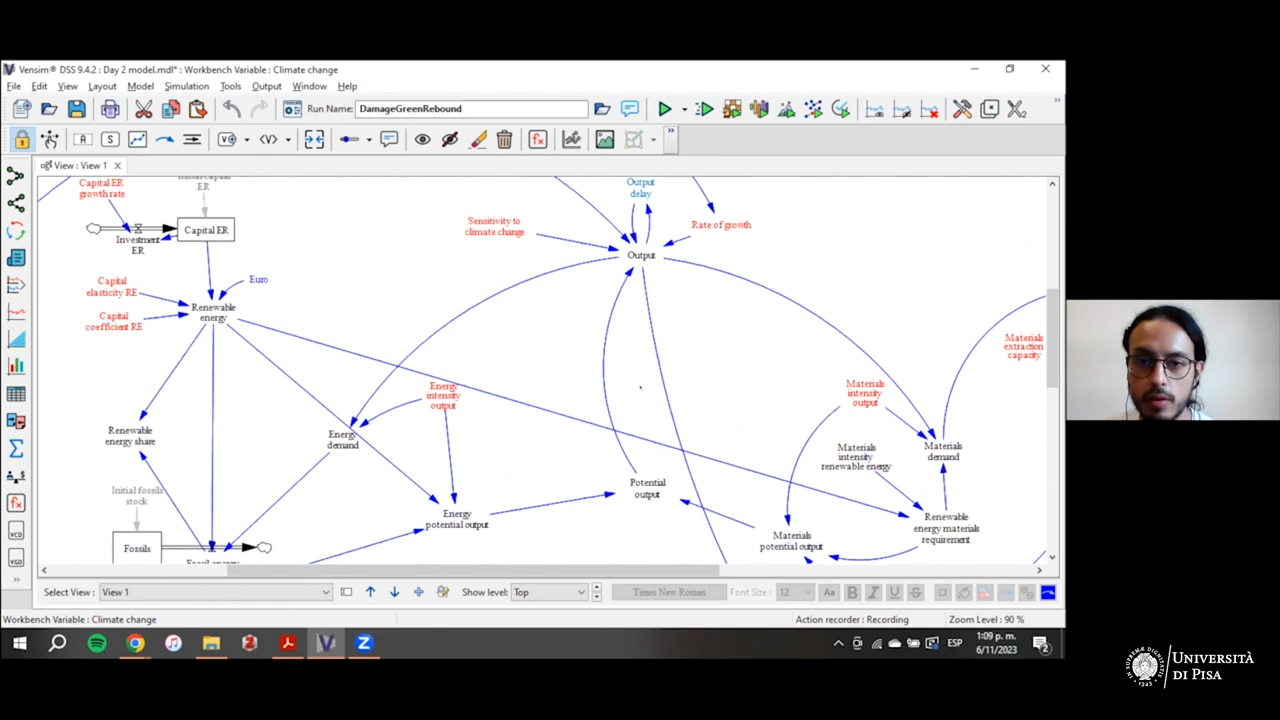 Vensim® DSS 9.4.2 : Day 2 model.mdl* : Workbench Variable : Climate change
File Edit View Layout Model Simulation Tools Output Window Help
Run Name: DamageGreenRebound
View : View 1
Capital ER
growth rate
ER
Capital ER
Investment
ER
Capital
elasticity RE
Euro
Capital
coefficient RE
Renewable
energy
Output
delay
Sensitivity to
climate change
Rate of growth
Output
Materials
extraction
capacity
Energy
intensity
output
Materials
intensity
output
Renewable
energy share
Energy
demand
Materials
intensity
renewable energy
Materials
demand
Initial fossils
stock
Potential
output
Energy
potential output
Renewable
energy materials
requirement
Materials
potential output
Fossils
Select View: View 1
Show level: Top
Times New Roman
Font Size : 12
Aa B I U S
Workbench Variable : Climate change
Action recorder : Recording
Zoom Level : 90 %
ESP
1:09 p. m.
6/11/2023
UNIVERSITÀ
DI PISA